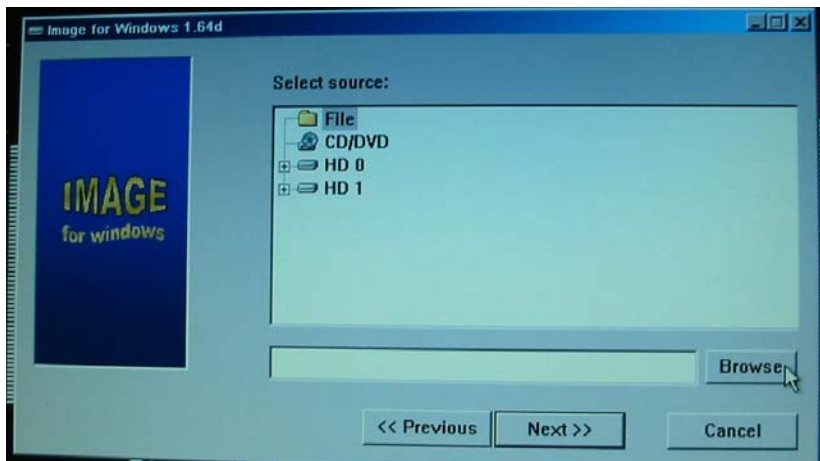 Image for Windows 1.64d
IMAGE
for windows
Select source:
File
CD/DVD
HD 0
HD 1
Browse
<< Previous
Next >>
Cancel